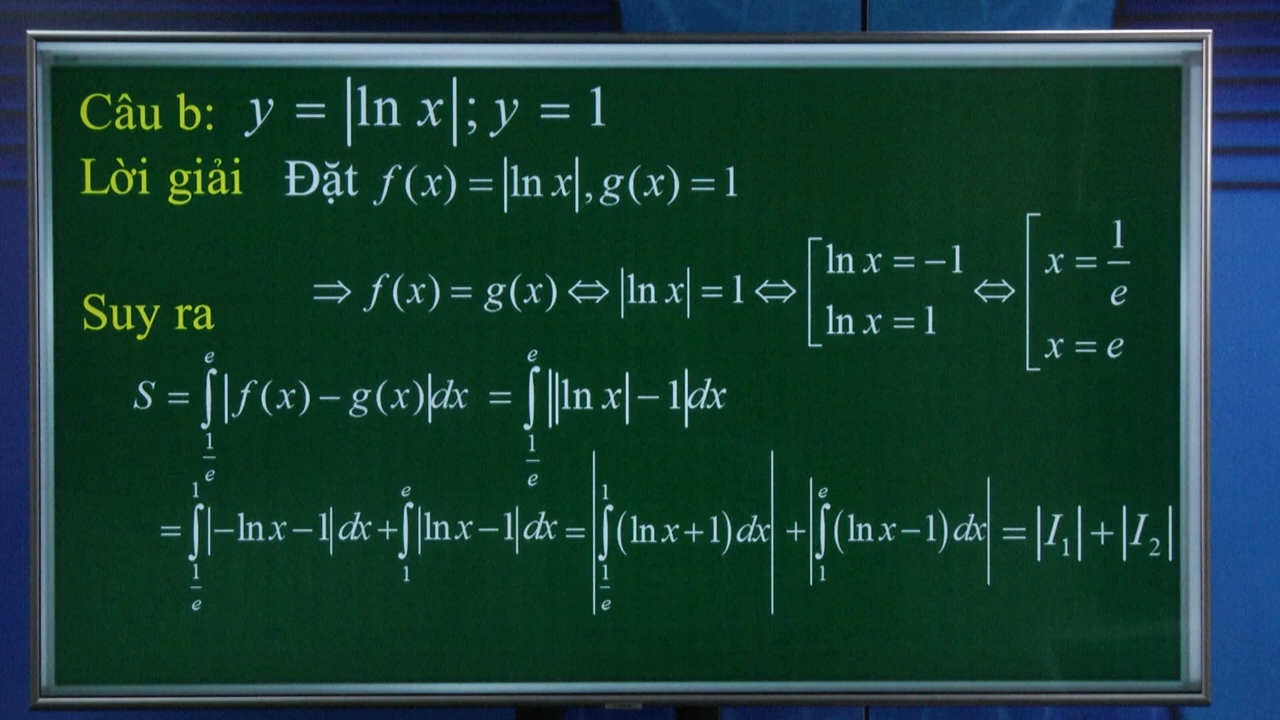 Câu b: y = |ln x|; y = 1
Lời giải Đặt f(x) = |ln x|, g(x) = 1
⇒ f(x) = g(x) ⇔ |ln x| = 1 ⇔ [ln x = −1; ln x = 1 ⇔ [x = 1/e; x = e
Suy ra
S = ∫_{1/e}^{e} |f(x) − g(x)|dx = ∫_{1/e}^{e} ||ln x| − 1|dx
= ∫_{1/e}^{1} |−ln x − 1| dx + ∫_{1}^{e} |ln x − 1| dx = |∫_{1/e}^{1} (ln x + 1) dx| + |∫_{1}^{e} (ln x − 1) dx| = |I₁| + |I₂|